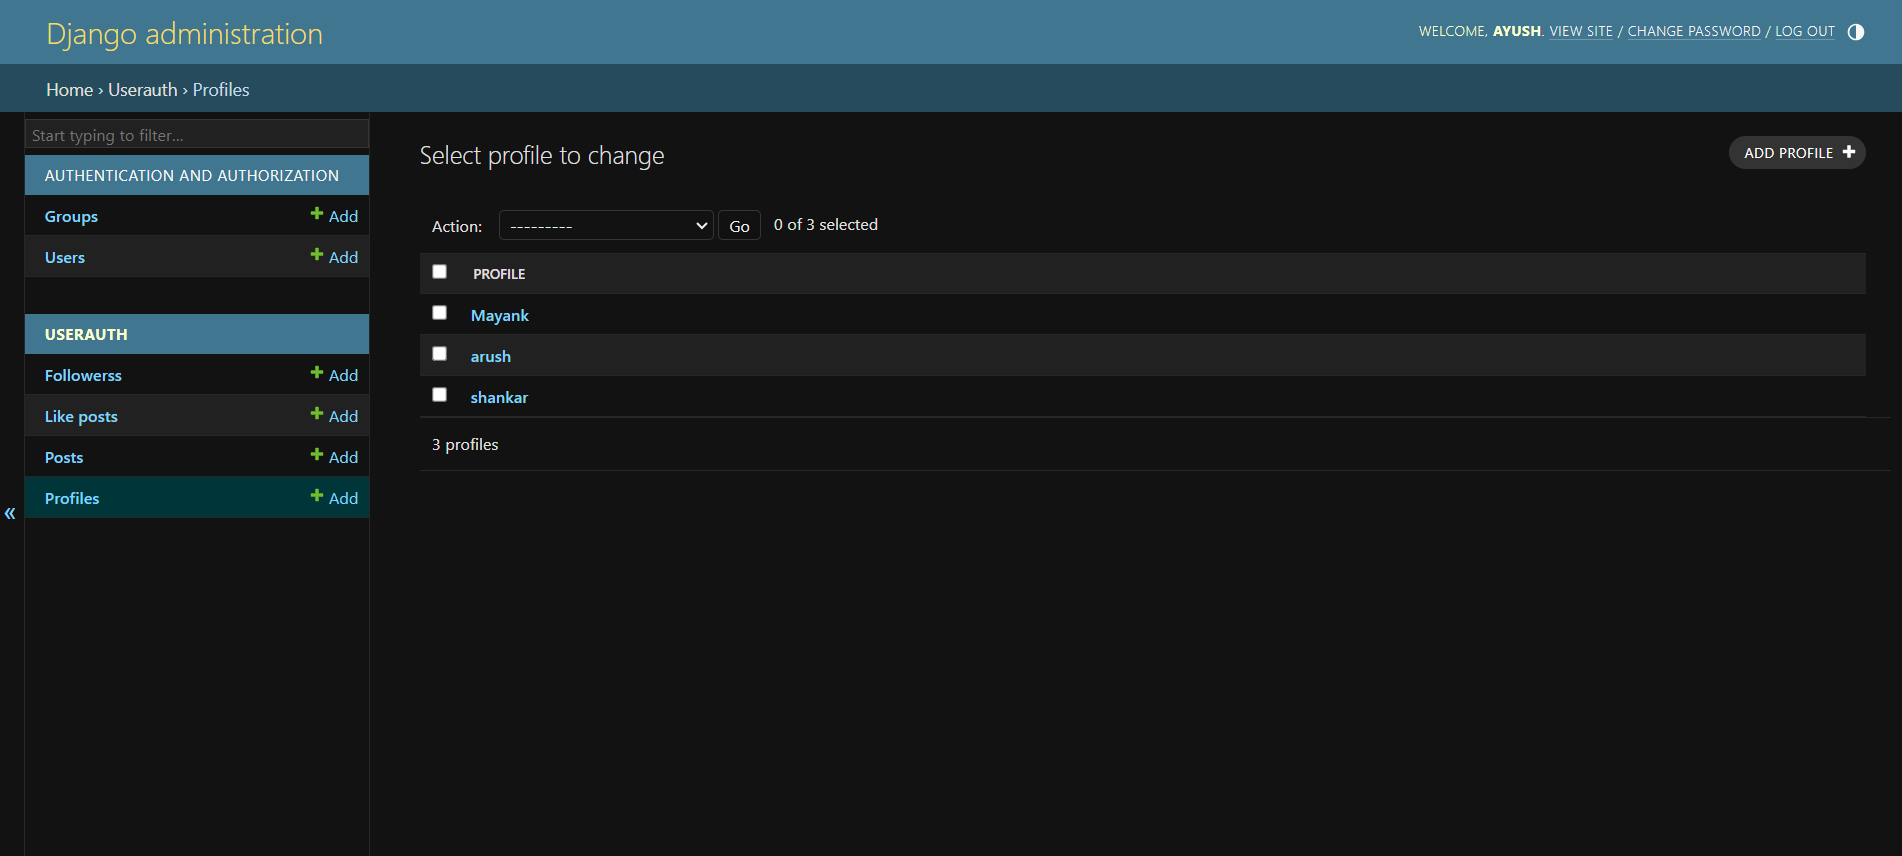 Django administration
WELCOME, AYUSH. VIEW SITE / CHANGE PASSWORD / LOG OUT
Home › Userauth › Profiles
Start typing to filter...
AUTHENTICATION AND AUTHORIZATION
Groups + Add
Users + Add
USERAUTH
Followerss + Add
Like posts + Add
Posts + Add
Profiles + Add
«
Select profile to change
ADD PROFILE +
Action: --------- Go 0 of 3 selected
PROFILE
Mayank
arush
shankar
3 profiles